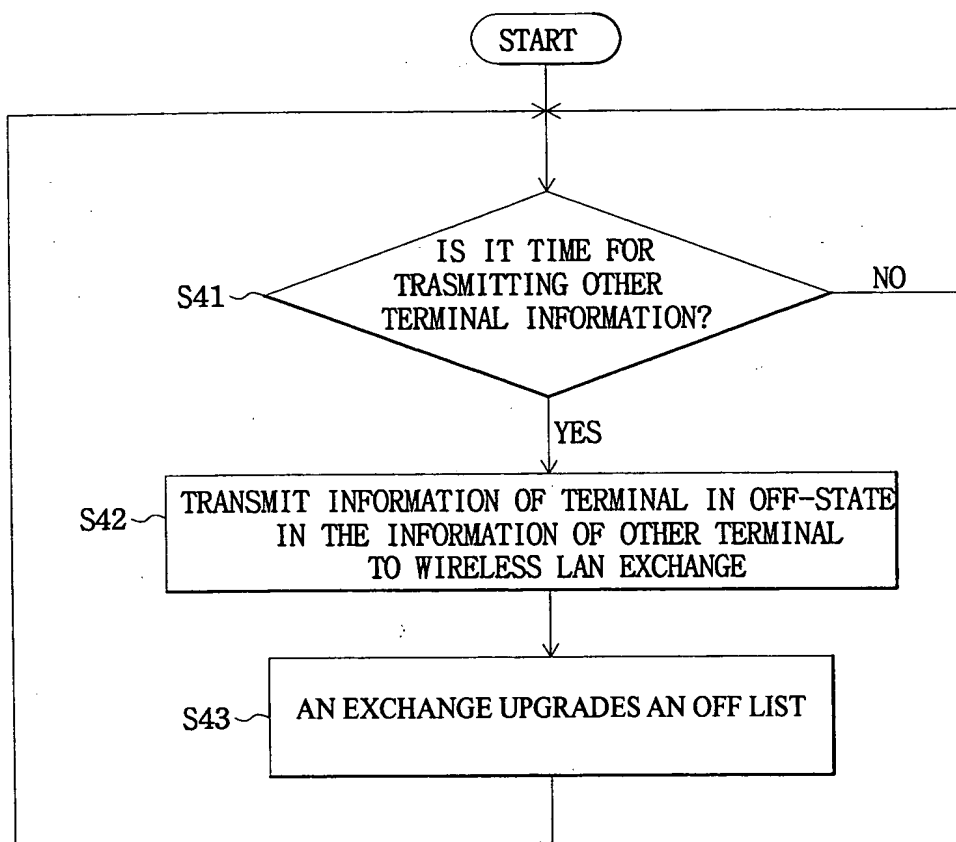 START
IS IT TIME FOR
TRASMITTING OTHER
TERMINAL INFORMATION?
S41
NO
YES
TRANSMIT INFORMATION OF TERMINAL IN OFF-STATE
IN THE INFORMATION OF OTHER TERMINAL
TO WIRELESS LAN EXCHANGE
S42
AN EXCHANGE UPGRADES AN OFF LIST
S43